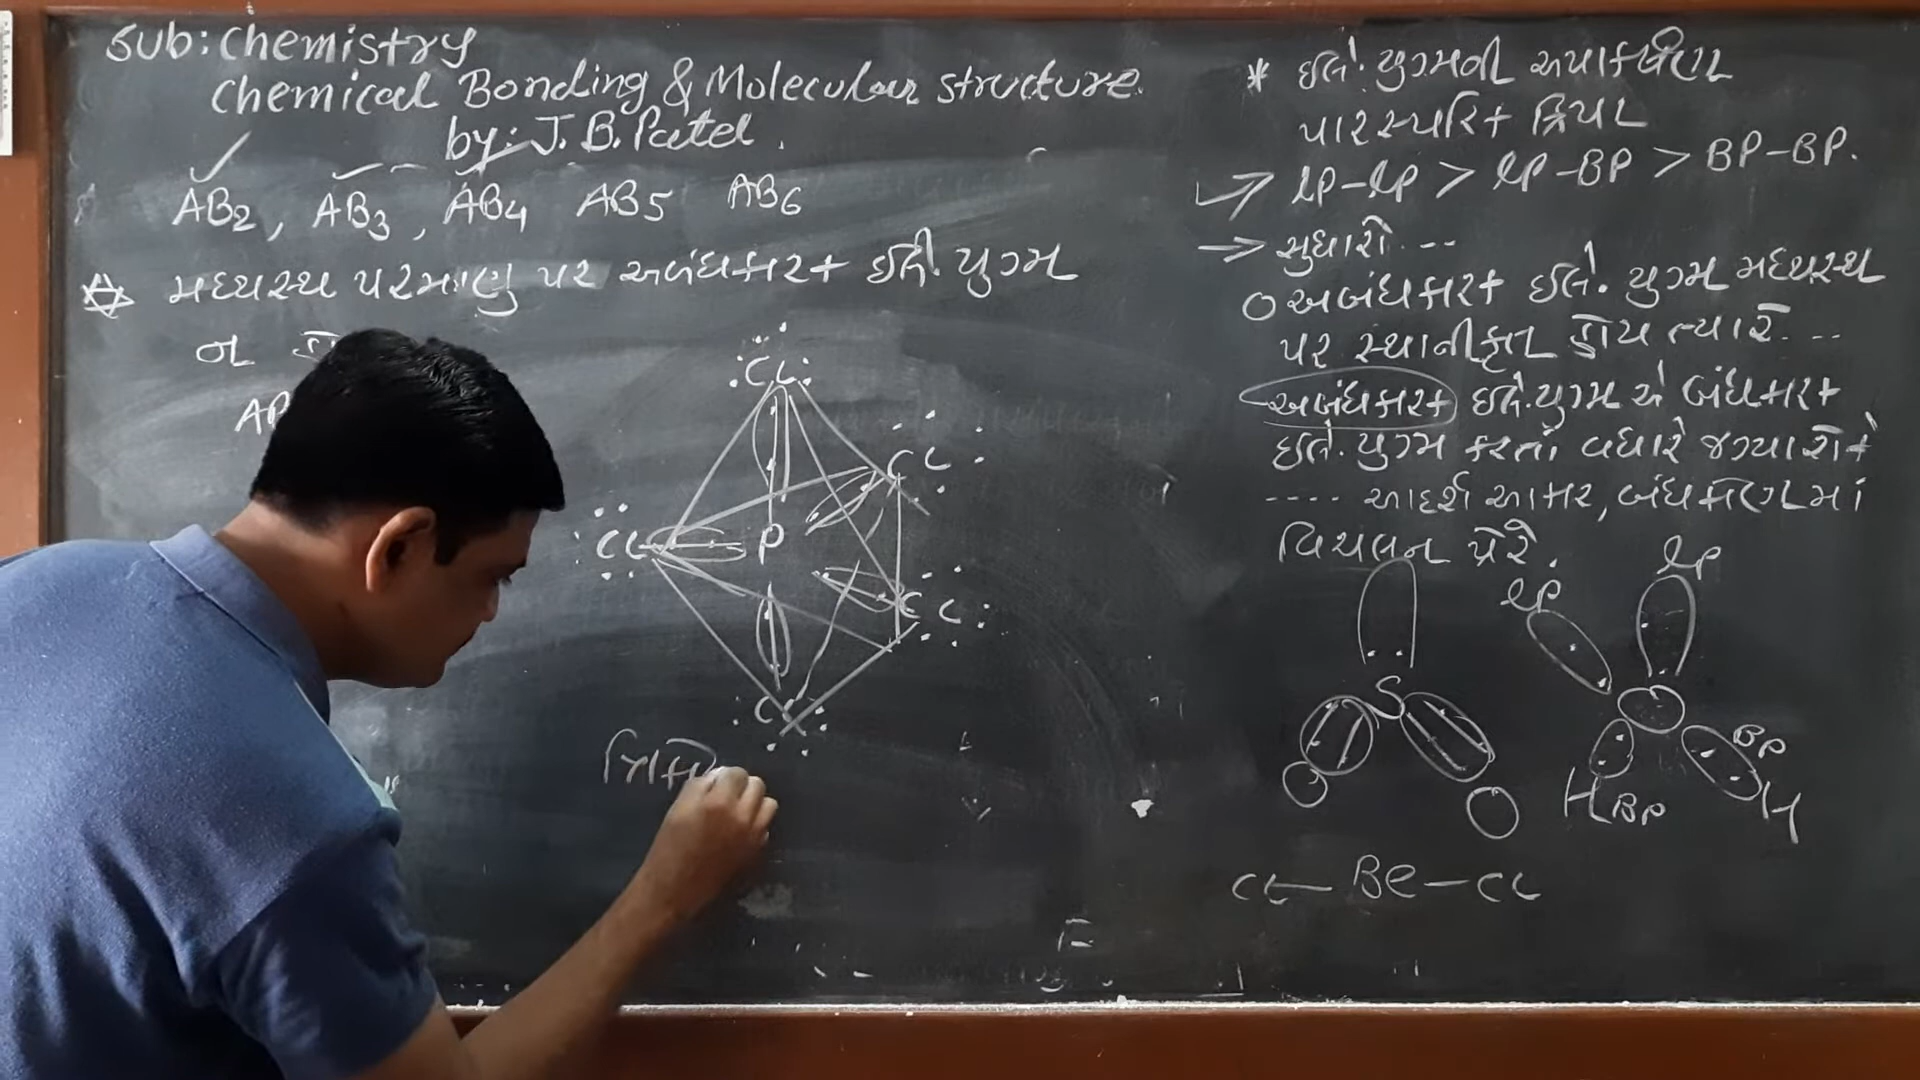 Sub: Chemistry
Chemical Bonding & Molecular structure.
by: J. B. Patel.
AB2, AB3, AB4 AB5 AB6
મધ્યસ્થ પરમાણુ પર અબંધકારક ઇલે. યુગ્મ
ન
Cl
Cl
Cl P
Cl
Cl
* ઇલે. યુગ્મની અપાકર્ષણ
પારસ્પરિક ક્રિયા
→ lp-lp > lp-BP > BP-BP.
→ સુધારો --
○ અબંધકારક ઇલે. યુગ્મ મધ્યસ્થ
પર સ્થાનીકૃત હોય ત્યારે. --
અબંધકારક ઇલે. યુગ્મ એ બંધકારક
ઇલે. યુગ્મ કરતાં વધારે જગ્યા રોકે
---- આદર્શ આકાર, બંધકોણમાં
વિચલન પ્રેરે.
lp lp
S
BP
H BP H
Cl - Be - Cl
F